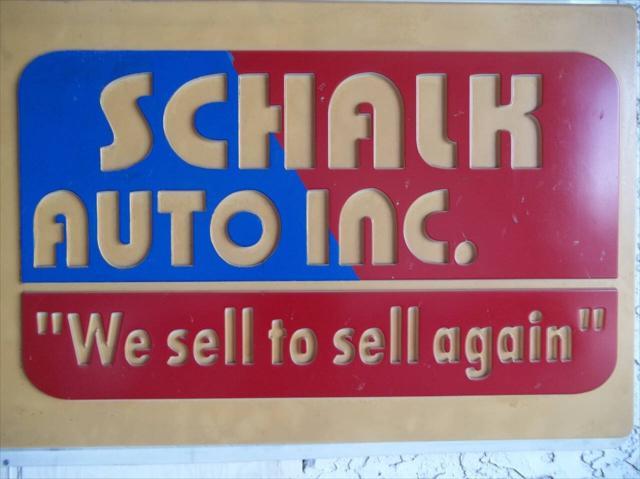 SCHALK
AUTO INC.
"We sell to sell again"